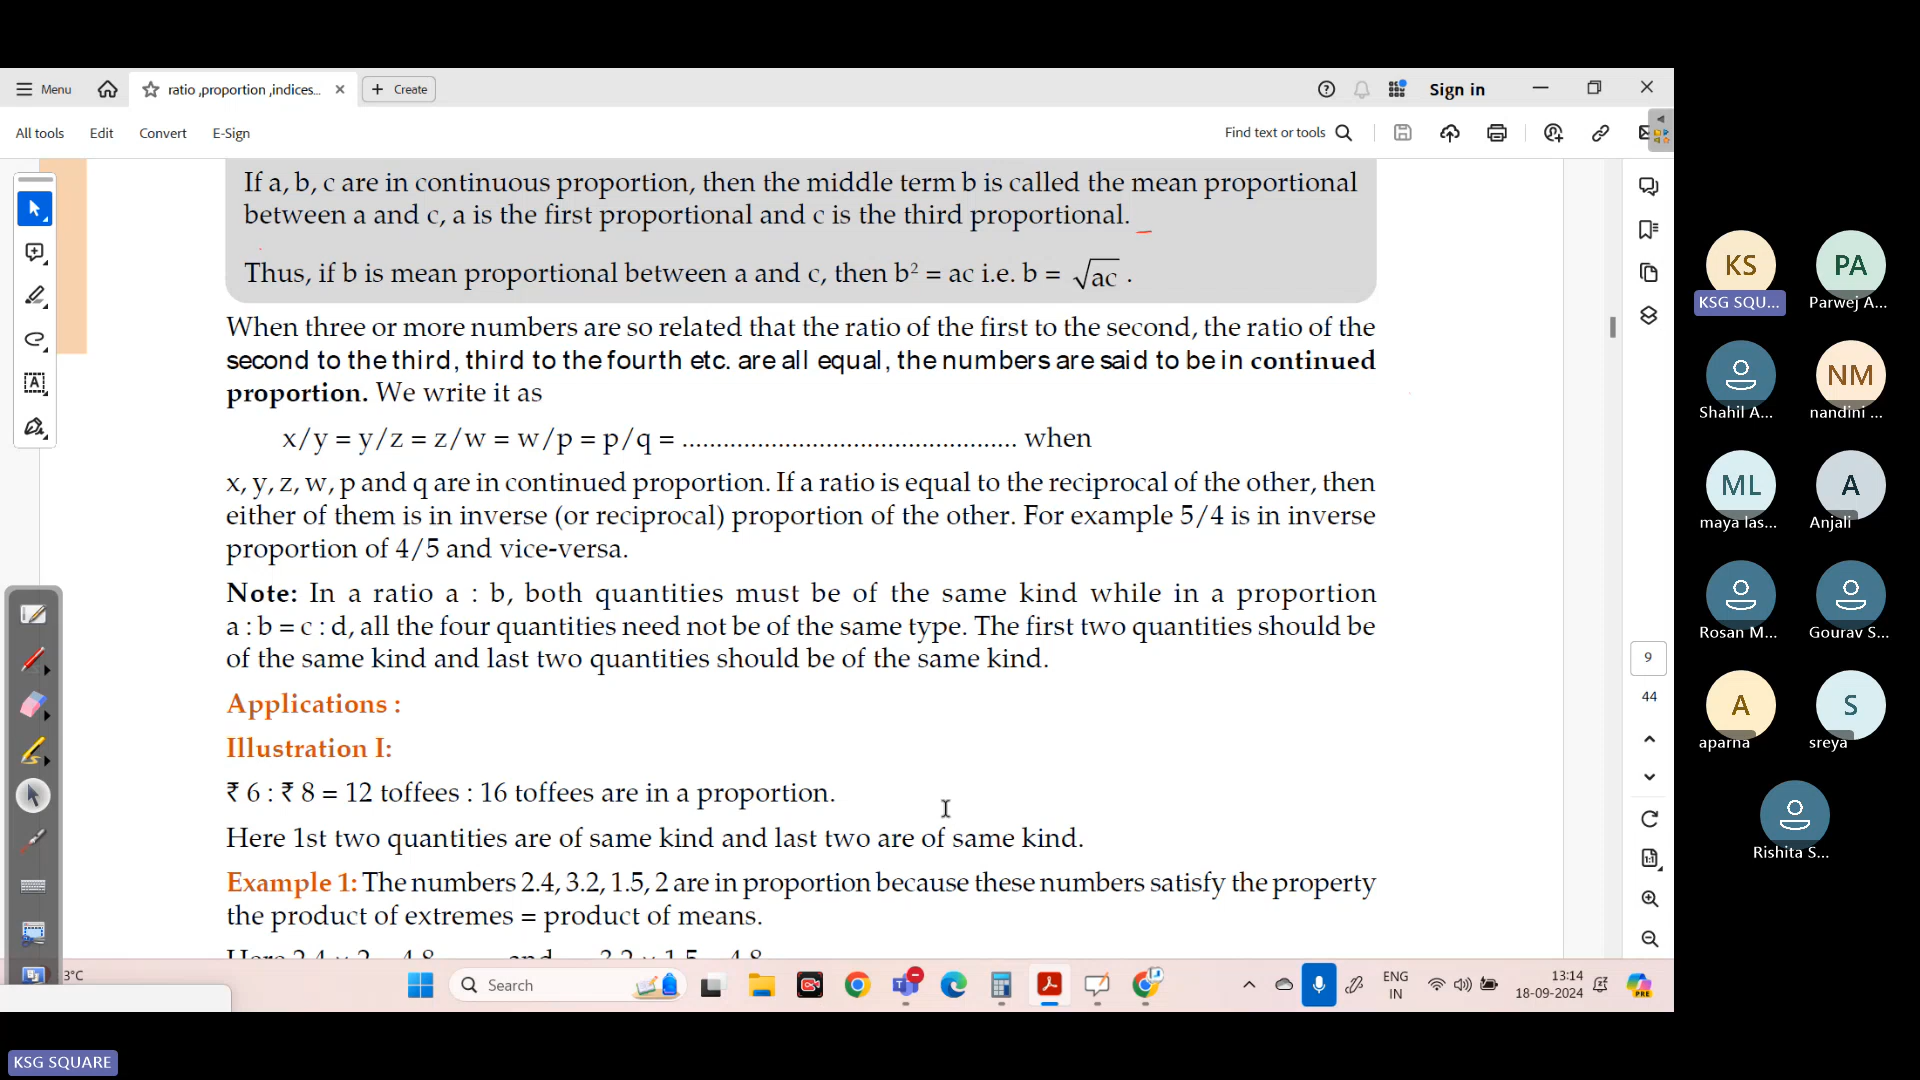 Menu
ratio ,proportion ,indices...
Create
Sign in
All tools
Edit
Convert
E-Sign
Find text or tools
If a, b, c are in continuous proportion, then the middle term b is called the mean proportional
between a and c, a is the first proportional and c is the third proportional.
Thus, if b is mean proportional between a and c, then b² = ac i.e. b = √ac .
When three or more numbers are so related that the ratio of the first to the second, the ratio of the
second to the third, third to the fourth etc. are all equal, the numbers are said to be in continued
proportion. We write it as
x/y = y/z = z/w = w/p = p/q = ................................................ when
x, y, z, w, p and q are in continued proportion. If a ratio is equal to the reciprocal of the other, then
either of them is in inverse (or reciprocal) proportion of the other. For example 5/4 is in inverse
proportion of 4/5 and vice-versa.
Note: In a ratio a : b, both quantities must be of the same kind while in a proportion
a : b = c : d, all the four quantities need not be of the same type. The first two quantities should be
of the same kind and last two quantities should be of the same kind.
Applications :
Illustration I:
₹ 6 : ₹ 8 = 12 toffees : 16 toffees are in a proportion.
Here 1st two quantities are of same kind and last two are of same kind.
Example 1: The numbers 2.4, 3.2, 1.5, 2 are in proportion because these numbers satisfy the property
the product of extremes = product of means.
Here 2.4 × 2 = 4.8 and 3.2 × 1.5 = 4.8
9
44
KS
KSG SQU...
PA
Parwej A...
Shahil A...
NM
nandini ...
ML
maya las...
A
Anjali
Rosan M...
Gourav S...
A
aparna
S
sreya
Rishita S...
3°C
Search
ENG
IN
13:14
18-09-2024
PRE
KSG SQUARE